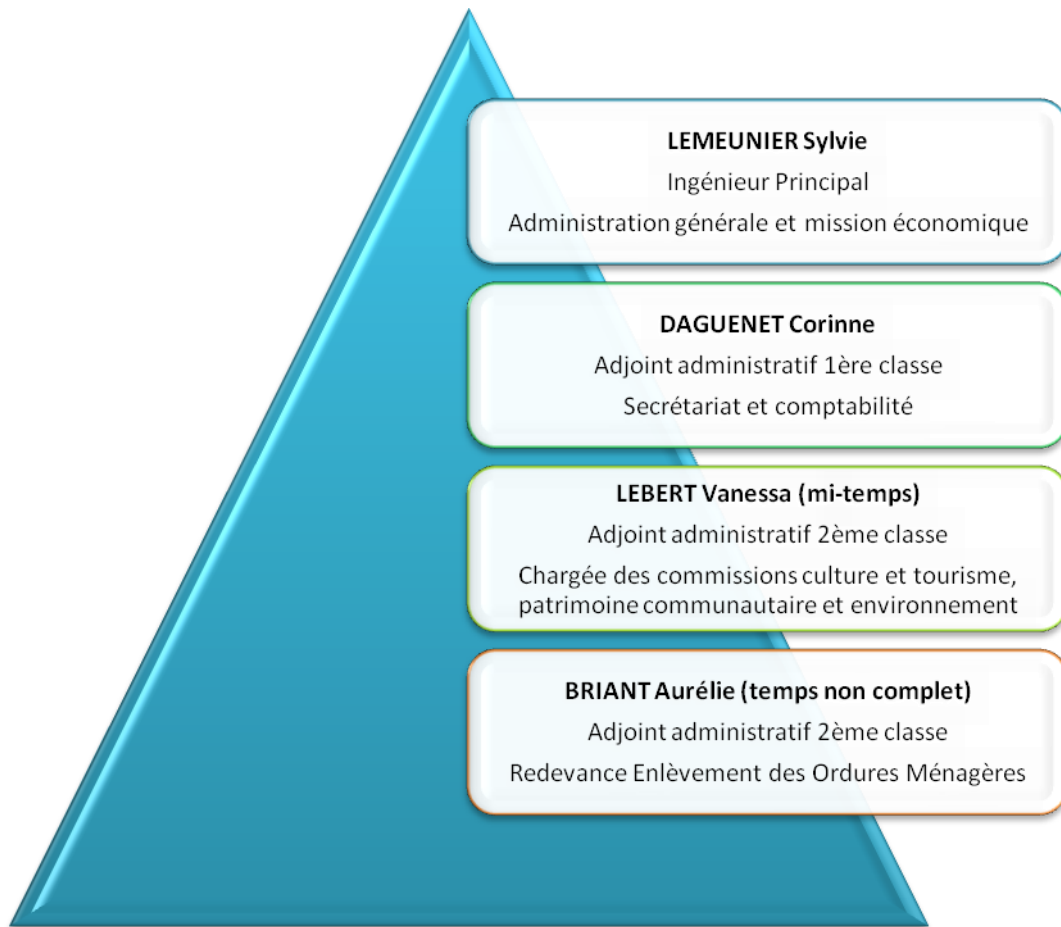 LEMEUNIER Sylvie
Ingénieur Principal
Administration générale et mission économique
DAGUENET Corinne
Adjoint administratif 1ère classe
Secrétariat et comptabilité
LEBERT Vanessa (mi-temps)
Adjoint administratif 2ème classe
Chargée des commissions culture et tourisme,
patrimoine communautaire et environnement
BRIANT Aurélie (temps non complet)
Adjoint administratif 2ème classe
Redevance Enlèvement des Ordures Ménagères